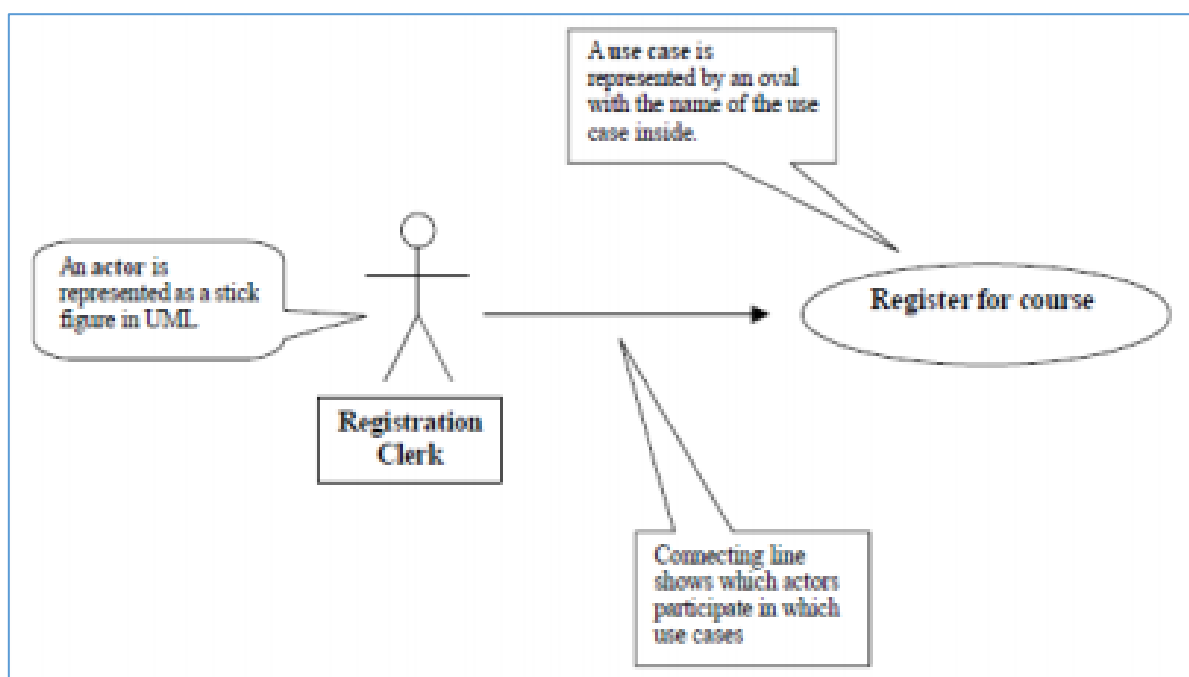 A use case is
represented by an oval
with the name of the use
case inside.
An actor is
represented as a stick
figure in UML
Register for course
Registration
Clerk
Connecting line
shows which actors
participate in which
use cases